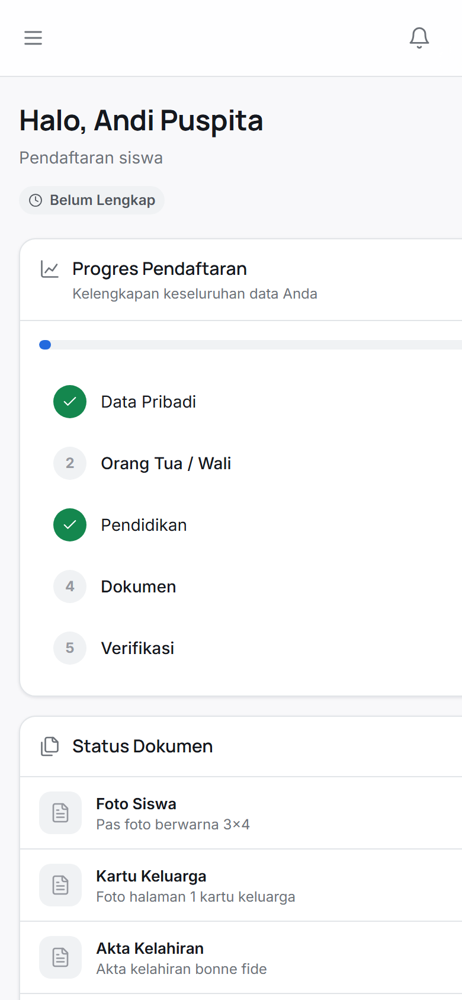 Halo, Andi Puspita
Pendaftaran siswa
Belum Lengkap
Progres Pendaftaran
Kelengkapan keseluruhan data Anda
Data Pribadi
2 Orang Tua / Wali
Pendidikan
4 Dokumen
5 Verifikasi
Status Dokumen
Foto Siswa
Pas foto berwarna 3×4
Kartu Keluarga
Foto halaman 1 kartu keluarga
Akta Kelahiran
Akta kelahiran bonne fide